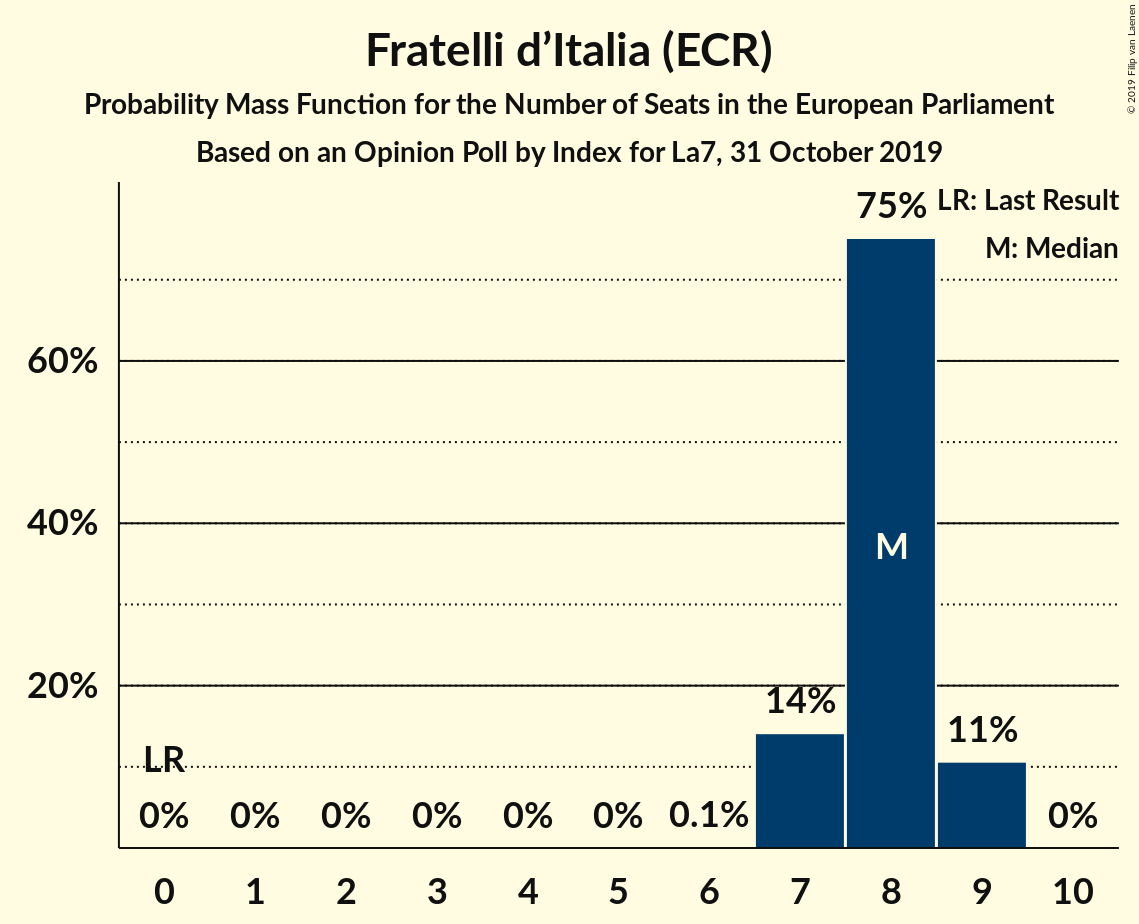 Fratelli d’Italia (ECR)
Probability Mass Function for the Number of Seats in the European Parliament
Based on an Opinion Poll by Index for La7, 31 October 2019
© 2019 Filip van Laenen
LR: Last Result
M: Median
60%
40%
20%
LR
0%
0%
0%
0%
0%
0%
0.1%
14%
75%
M
11%
0%
0 1 2 3 4 5 6 7 8 9 10